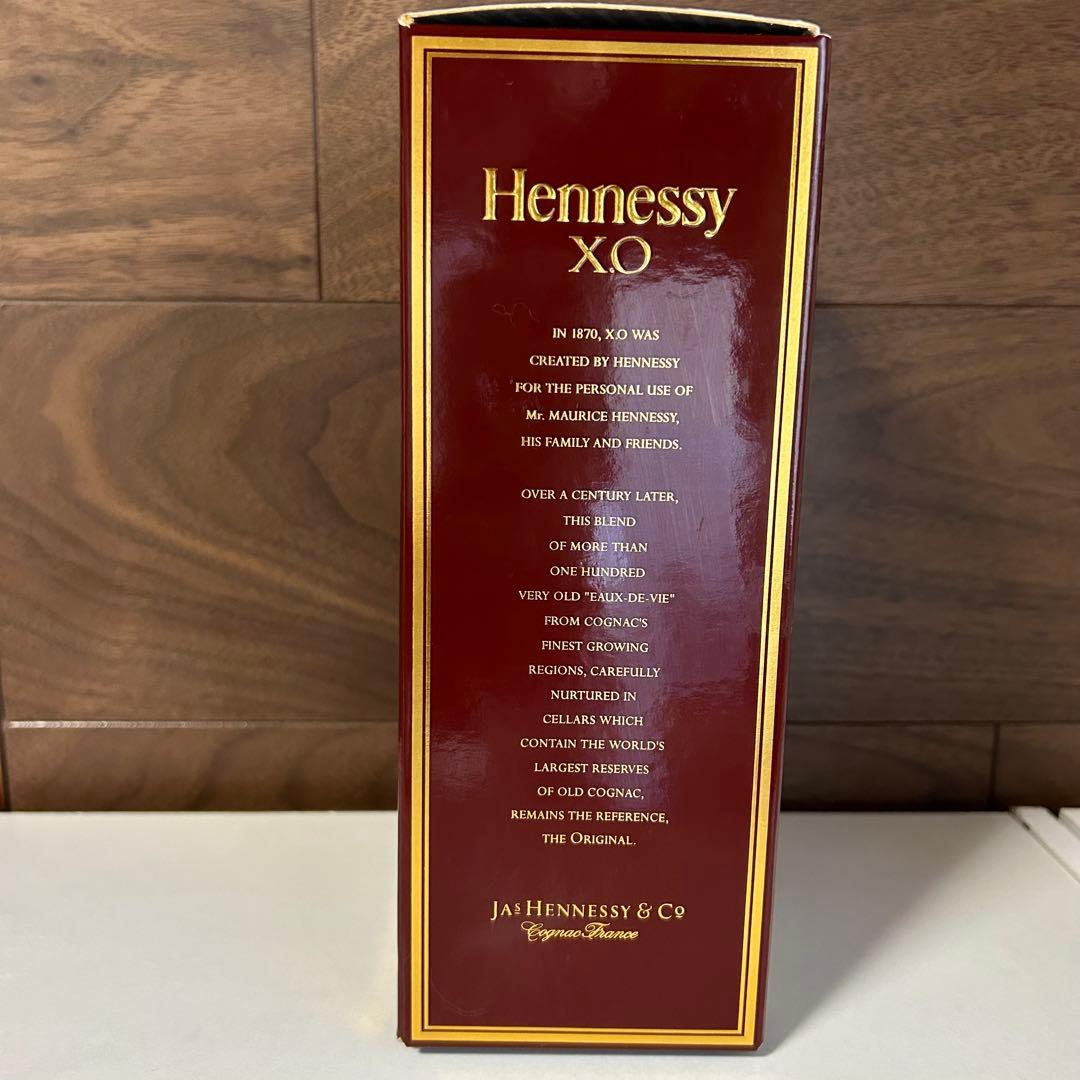 Hennessy
X.O
IN 1870, X.O WAS
CREATED BY HENNESSY
FOR THE PERSONAL USE OF
Mr. MAURICE HENNESSY,
HIS FAMILY AND FRIENDS.
OVER A CENTURY LATER,
THIS BLEND
OF MORE THAN
ONE HUNDRED
VERY OLD "EAUX-DE-VIE"
FROM COGNAC'S
FINEST GROWING
REGIONS, CAREFULLY
NURTURED IN
CELLARS WHICH
CONTAIN THE WORLD'S
LARGEST RESERVES
OF OLD COGNAC,
REMAINS THE REFERENCE,
THE ORIGINAL.
JAS HENNESSY & CO
Cognac France